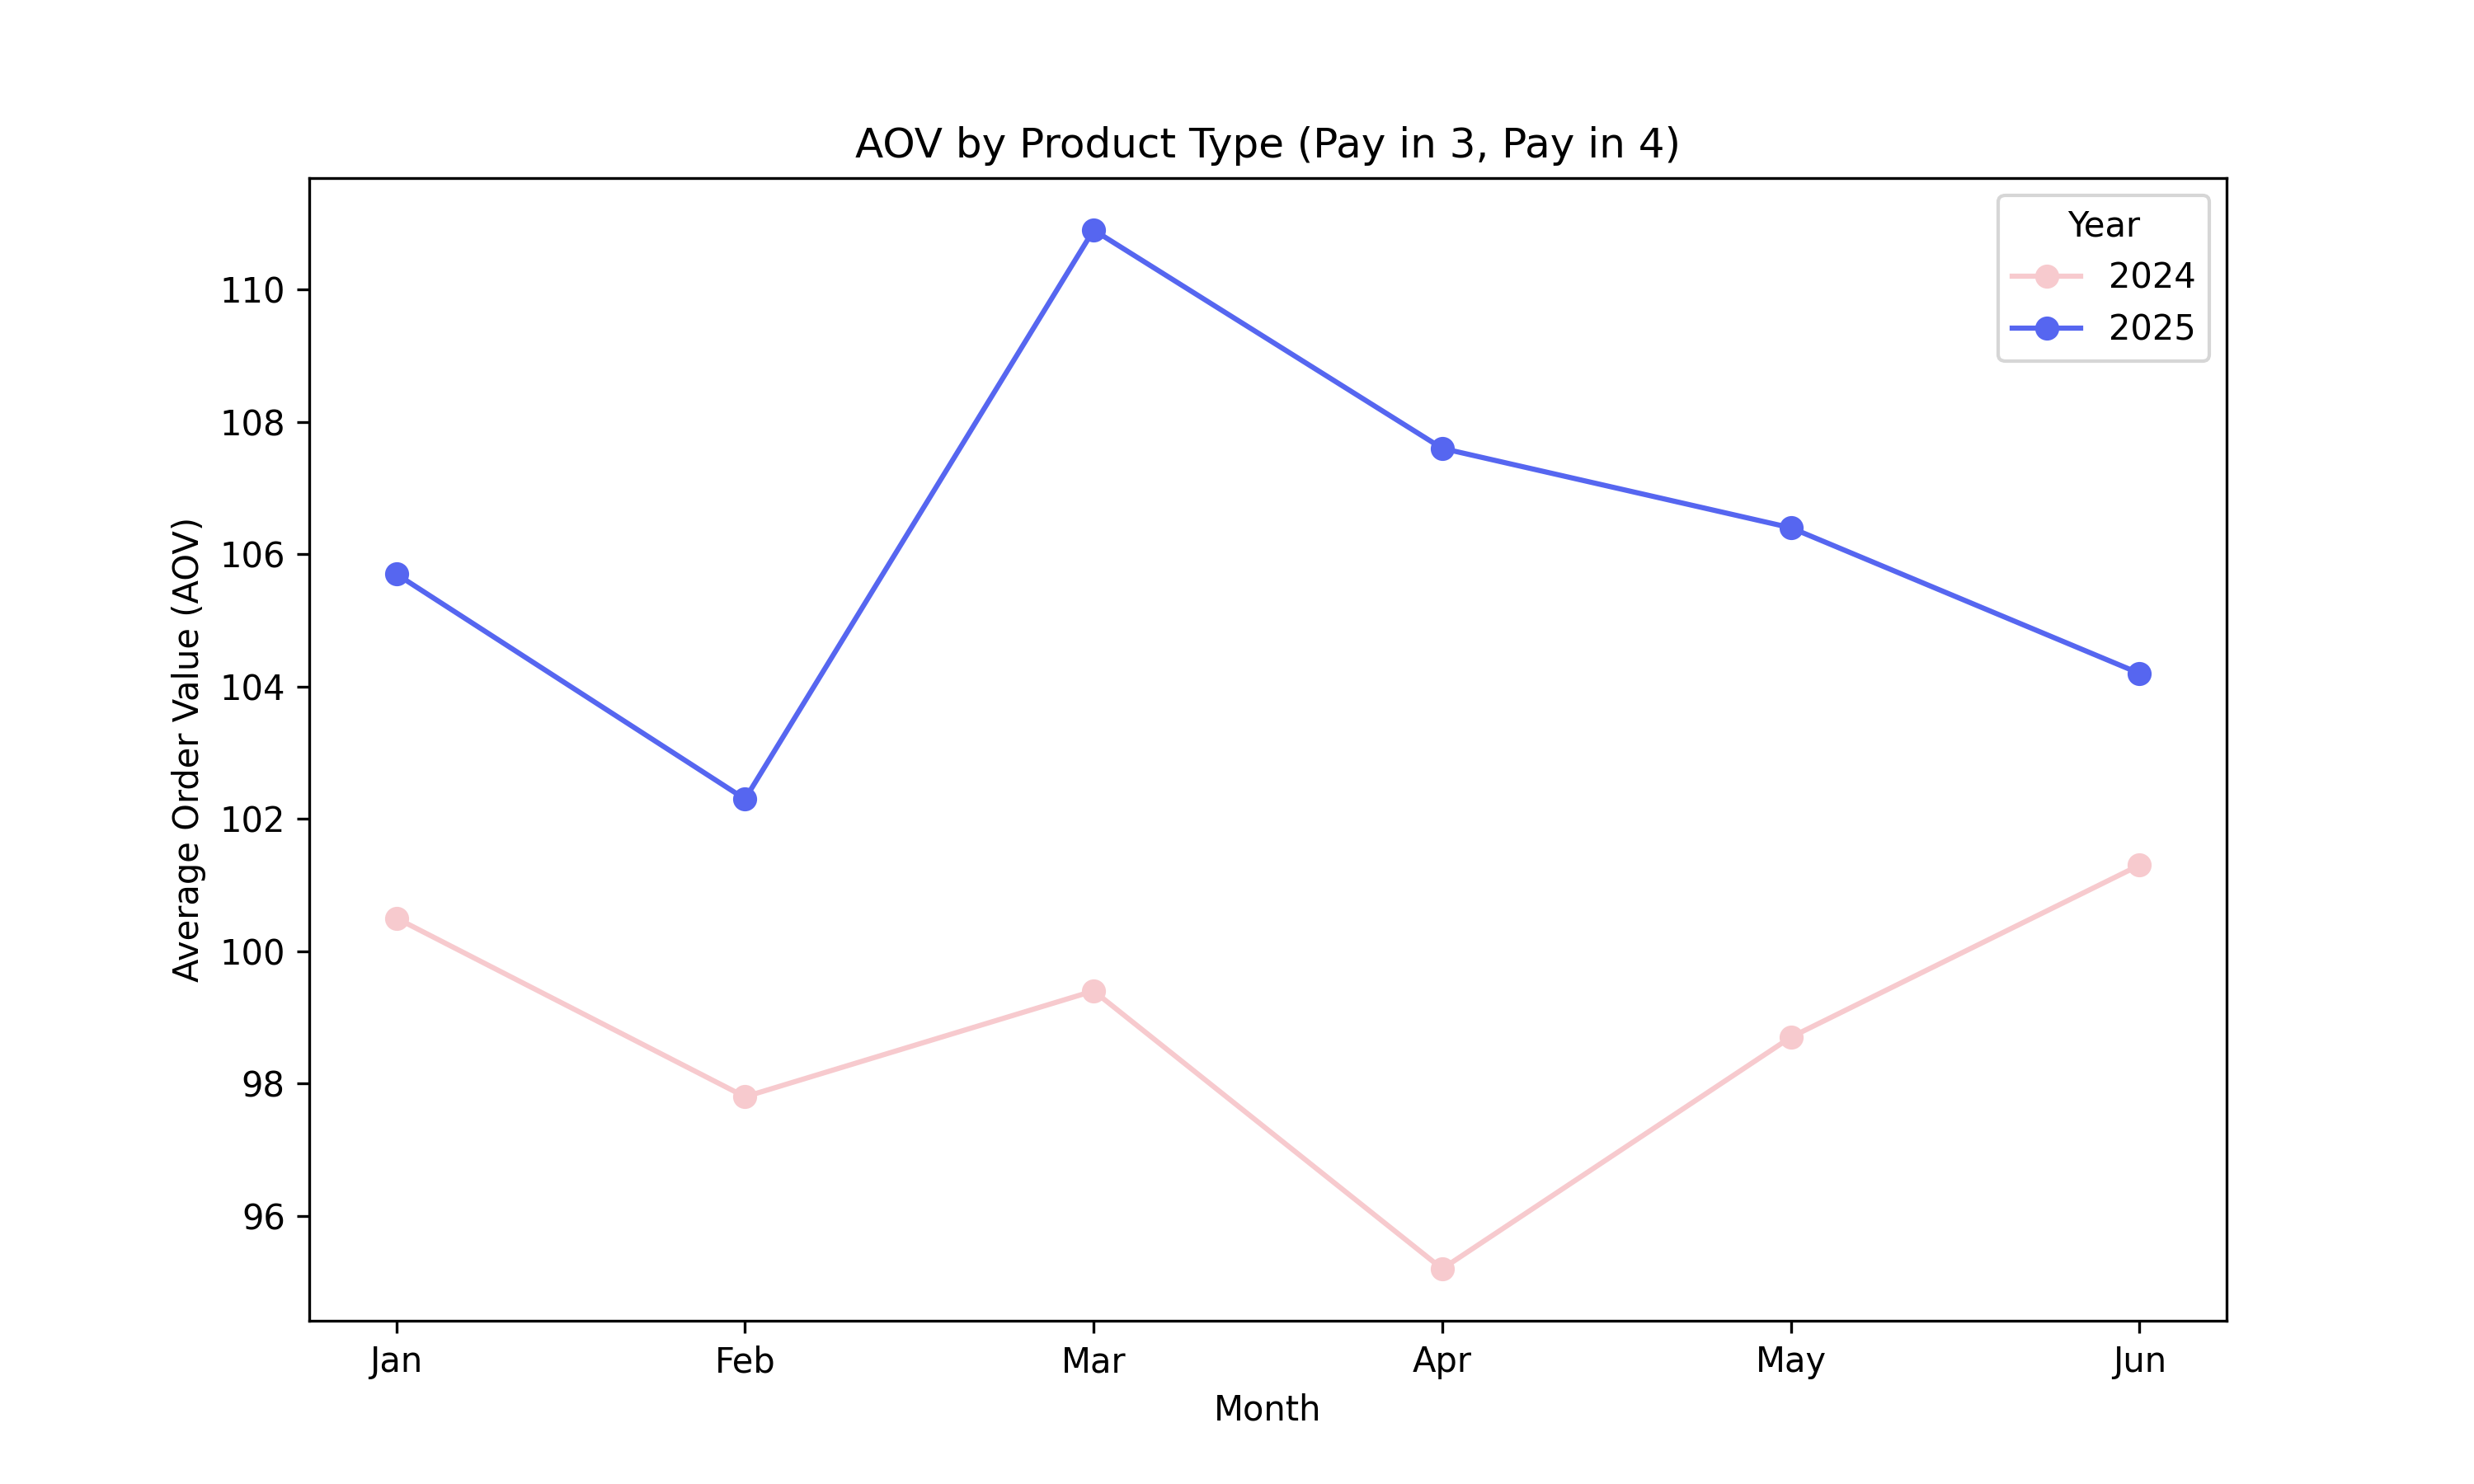 AOV by Product Type (Pay in 3, Pay in 4)
Year
2024
2025
Average Order Value (AOV)
110
108
106
104
102
100
98
96
Jan
Feb
Mar
Apr
May
Jun
Month